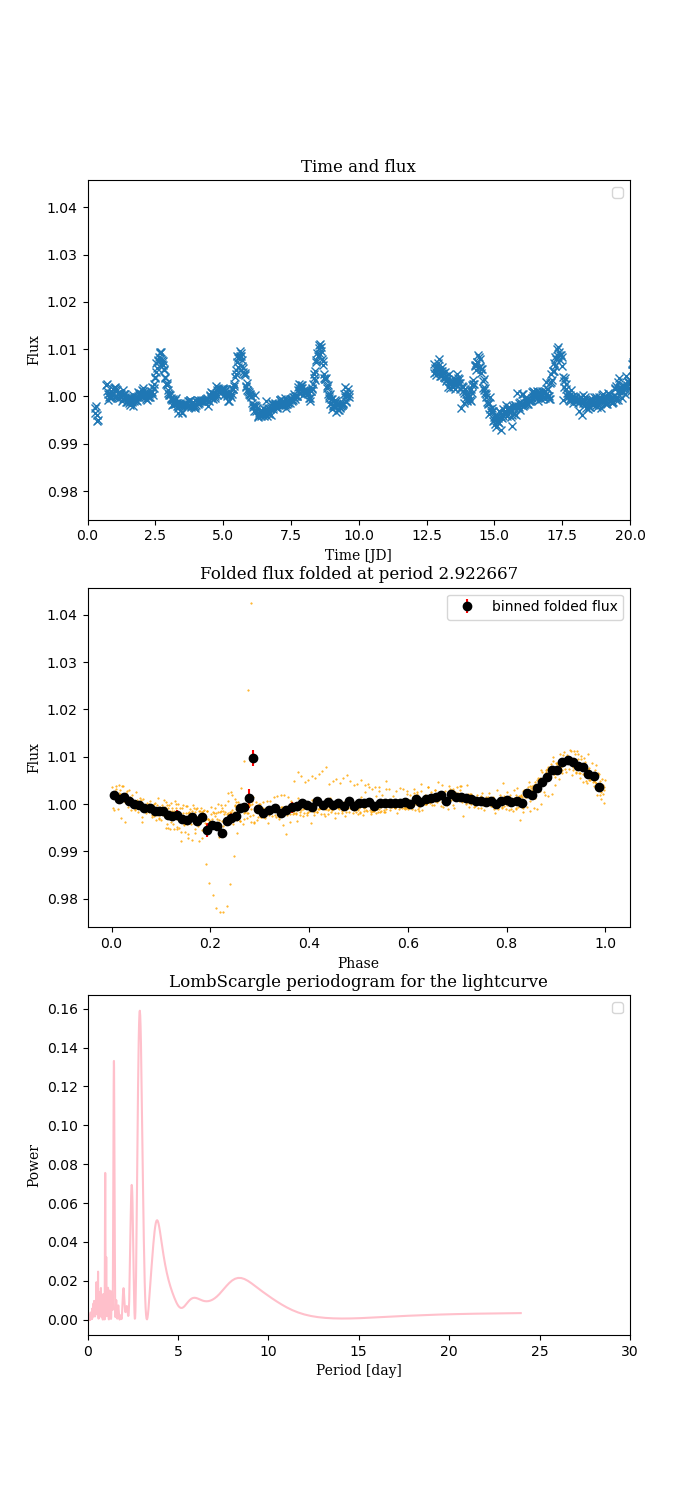 Time and flux
1.04
1.03
1.02
1.01
1.00
0.99
0.98
Flux
0.0 2.5 5.0 7.5 10.0 12.5 15.0 17.5 20.0
Time [JD]
Folded flux folded at period 2.922667
binned folded flux
1.04
1.03
1.02
1.01
1.00
0.99
0.98
Flux
0.0 0.2 0.4 0.6 0.8 1.0
Phase
LombScargle periodogram for the lightcurve
0.16
0.14
0.12
0.10
0.08
0.06
0.04
0.02
0.00
Power
0 5 10 15 20 25 30
Period [day]